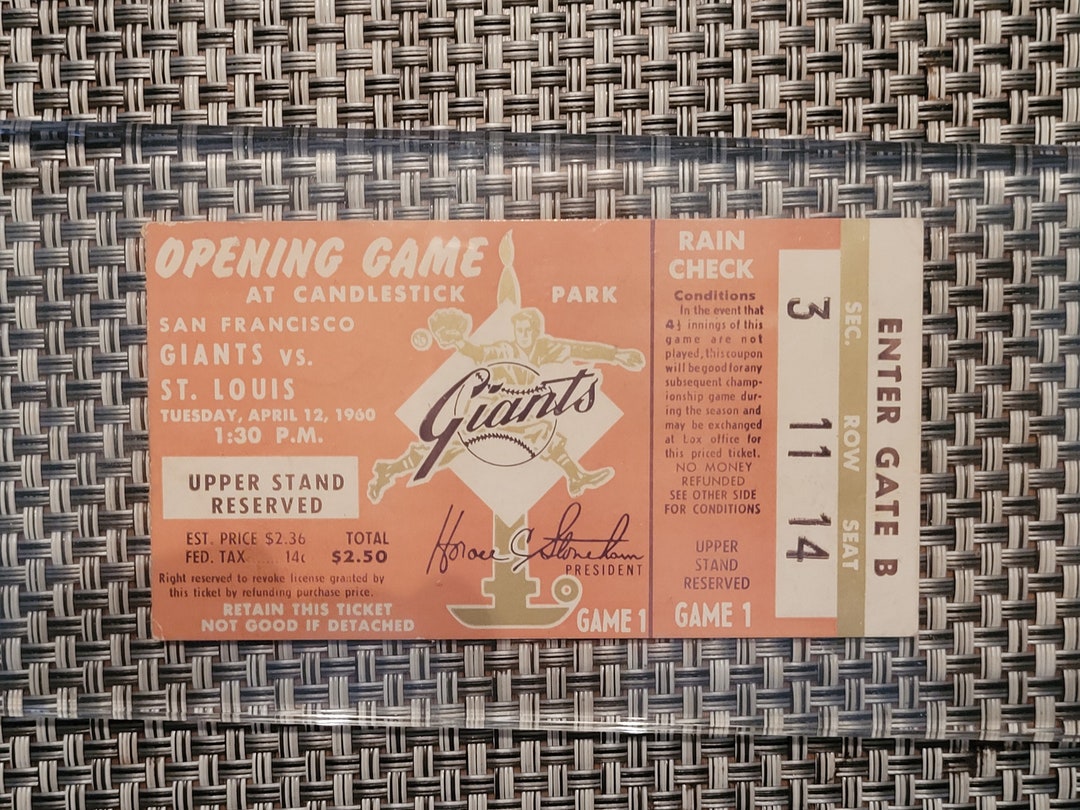 OPENING GAME
AT CANDLESTICK PARK
SAN FRANCISCO
GIANTS VS.
ST. LOUIS
TUESDAY, APRIL 12, 1960
1:30 P.M.
UPPER STAND
RESERVED
EST. PRICE $2.36 TOTAL
FED. TAX 14c $2.50
Right reserved to revoke license granted by
this ticket by refunding purchase price.
RETAIN THIS TICKET
NOT GOOD IF DETACHED
Giants
Horace C Stoneham
PRESIDENT
GAME 1
RAIN
CHECK
Conditions
In the event that
4½ innings of this
game are not
played, this coupon
will be good for any
subsequent champ-
ionship game dur-
ing the season and
may be exchanged
at box office for
this priced ticket.
NO MONEY
REFUNDED
SEE OTHER SIDE
FOR CONDITIONS
UPPER
STAND
RESERVED
GAME 1
3 11 14
SEC. ROW SEAT
ENTER GATE B